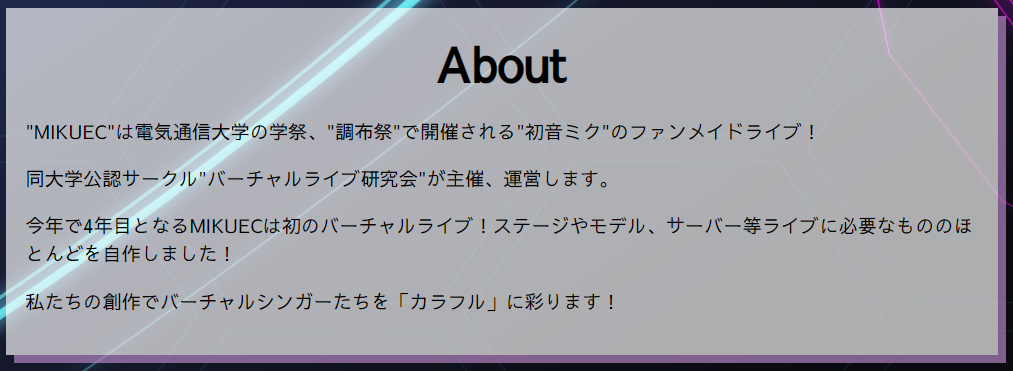 About
"MIKUEC"は電気通信大学の学祭、"調布祭"で開催される"初音ミク"のファンメイドライブ！
同大学公認サークル"バーチャルライブ研究会"が主催、運営します。
今年で4年目となるMIKUECは初のバーチャルライブ！ステージやモデル、サーバー等ライブに必要なもののほ
とんどを自作しました！
私たちの創作でバーチャルシンガーたちを「カラフル」に彩ります！